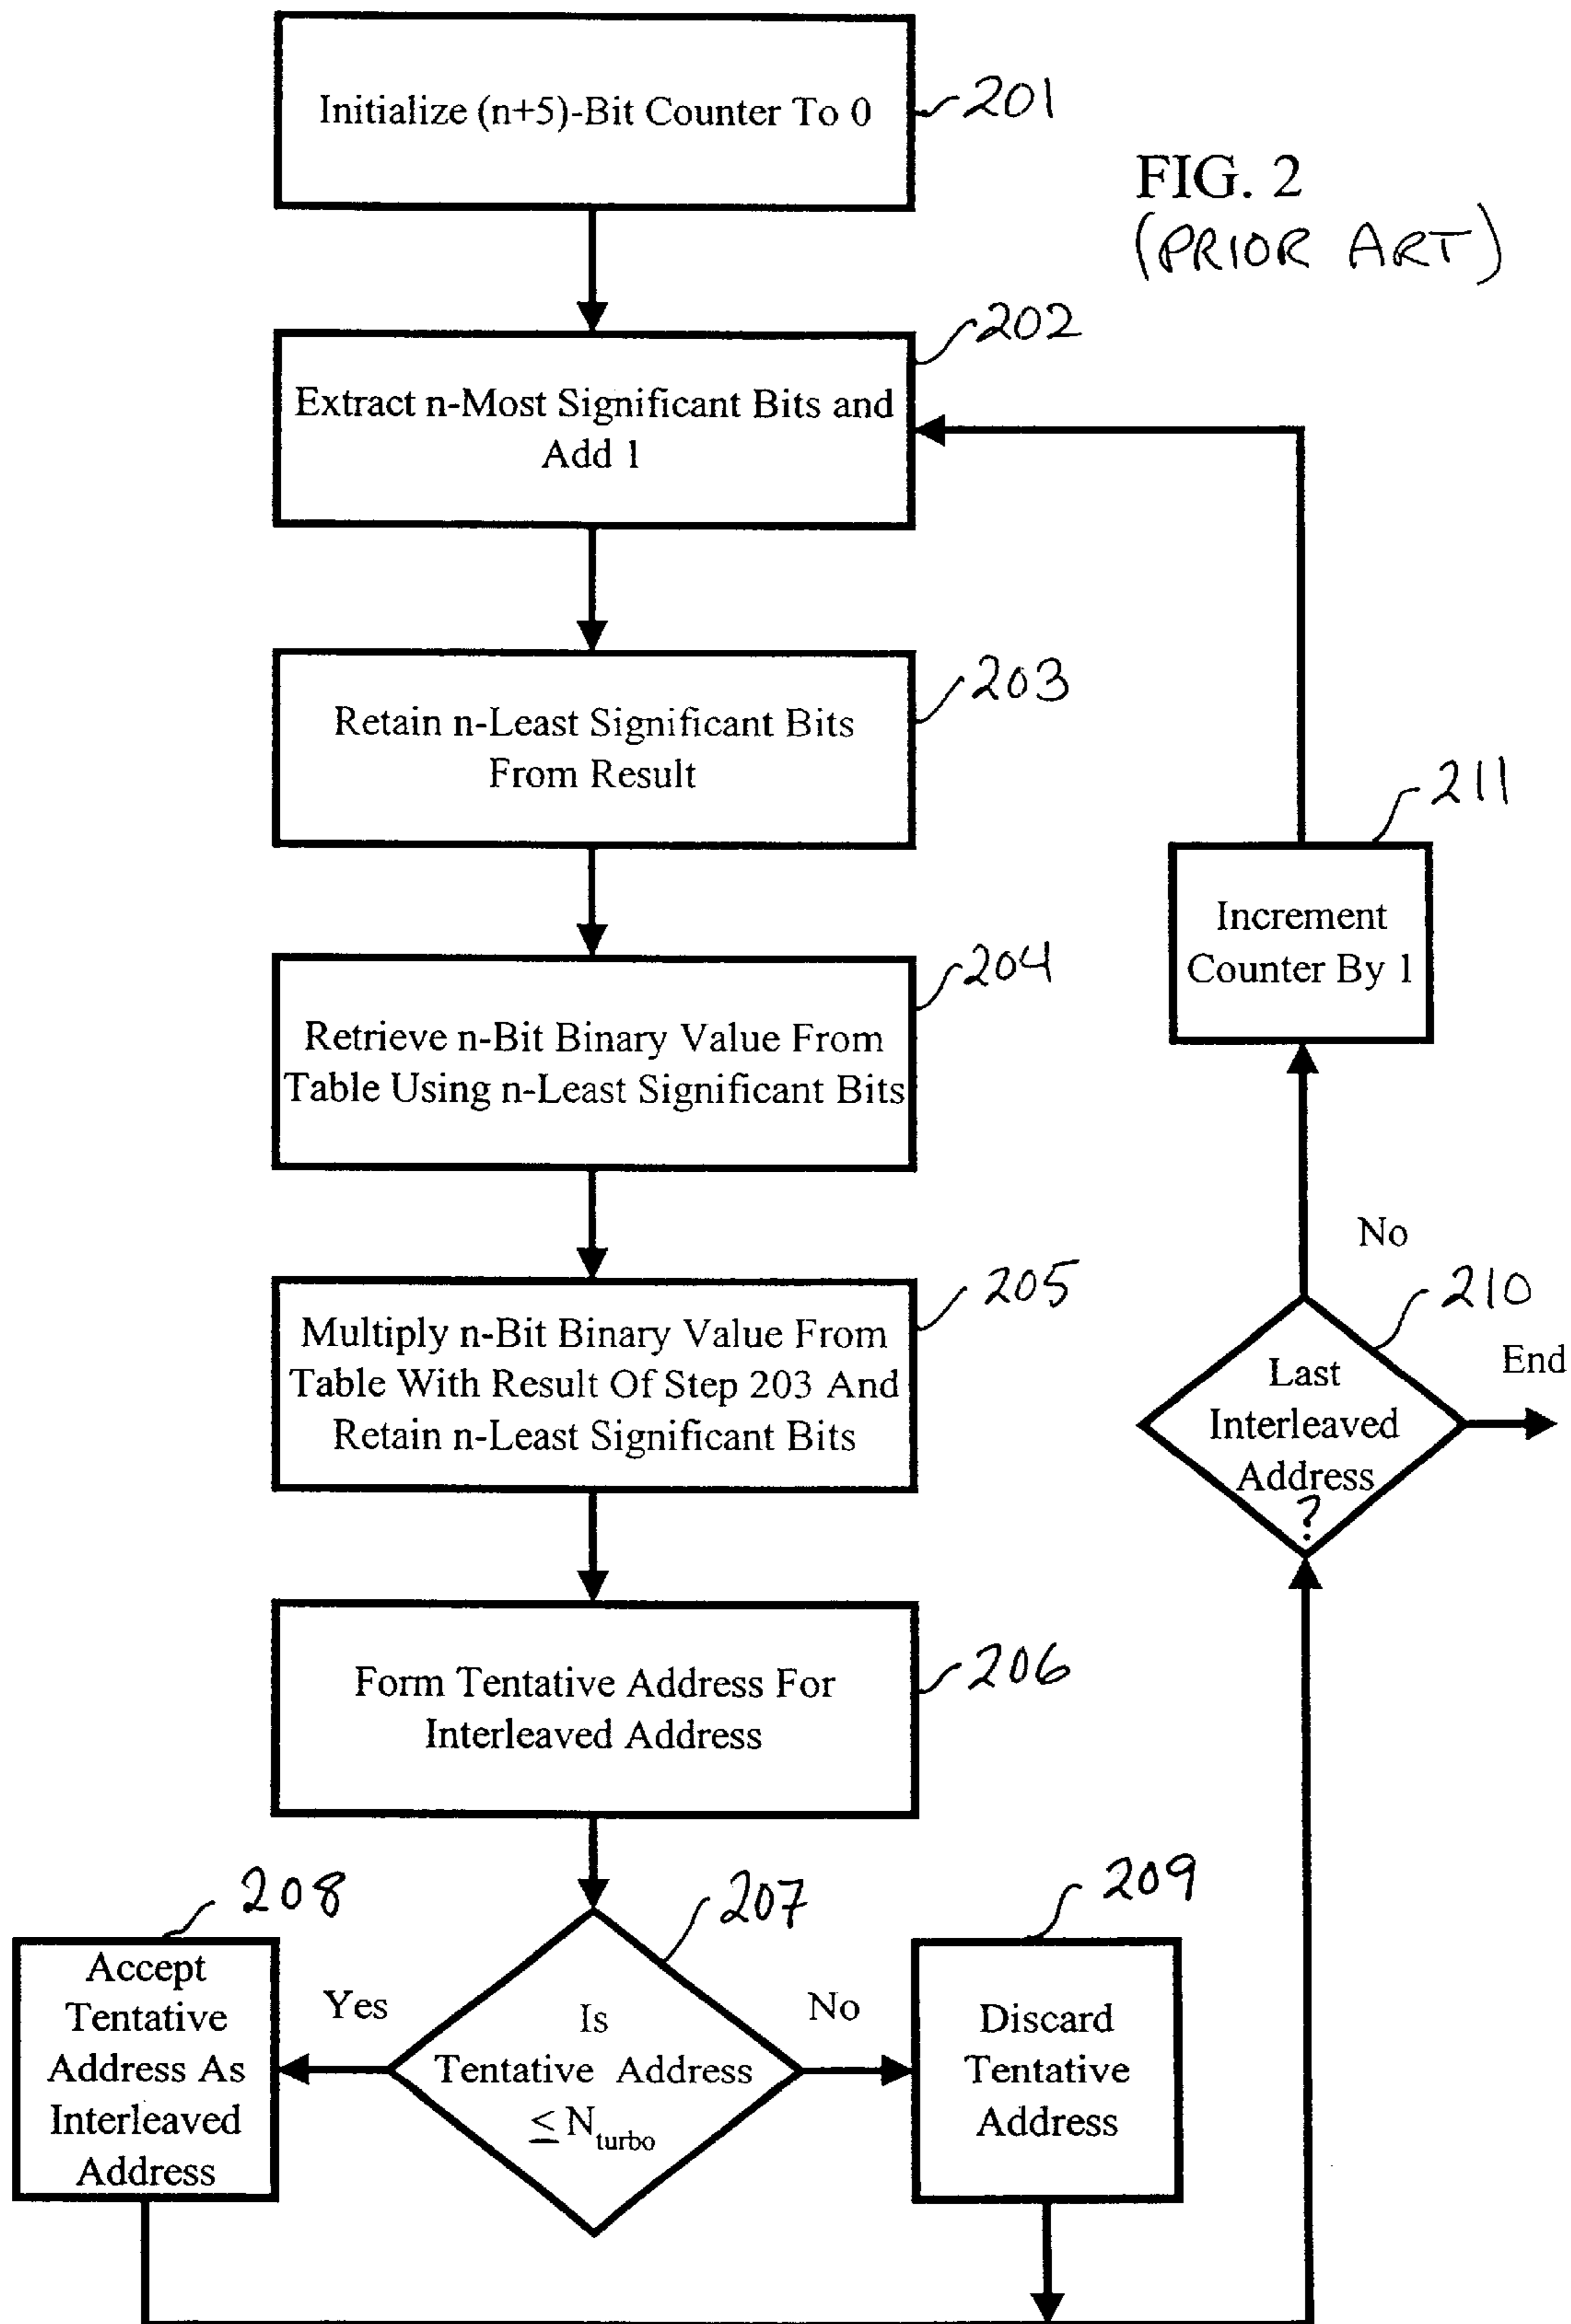 Initialize (n+5)-Bit Counter To 0
201
FIG. 2
(PRIOR ART)
202
Extract n-Most Significant Bits and
Add 1
203
Retain n-Least Significant Bits
From Result
211
Increment
Counter By 1
204
Retrieve n-Bit Binary Value From
Table Using n-Least Significant Bits
No
205
210
Multiply n-Bit Binary Value From
Table With Result Of Step 203 And
Retain n-Least Significant Bits
End
Last
Interleaved
Address
?
206
Form Tentative Address For
Interleaved Address
208
207
209
Accept
Tentative
Address As
Interleaved
Address
Yes
Is
Tentative Address
≤ Nturbo
No
Discard
Tentative
Address